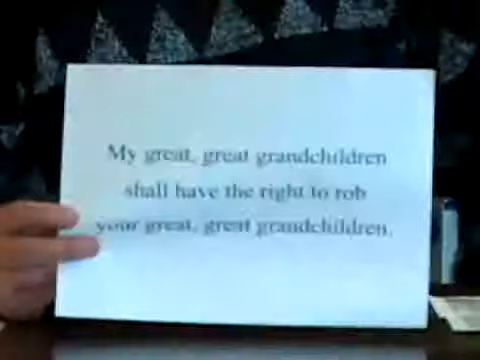 My great, great grandchildren
shall have the right to rob
your great, great grandchildren.